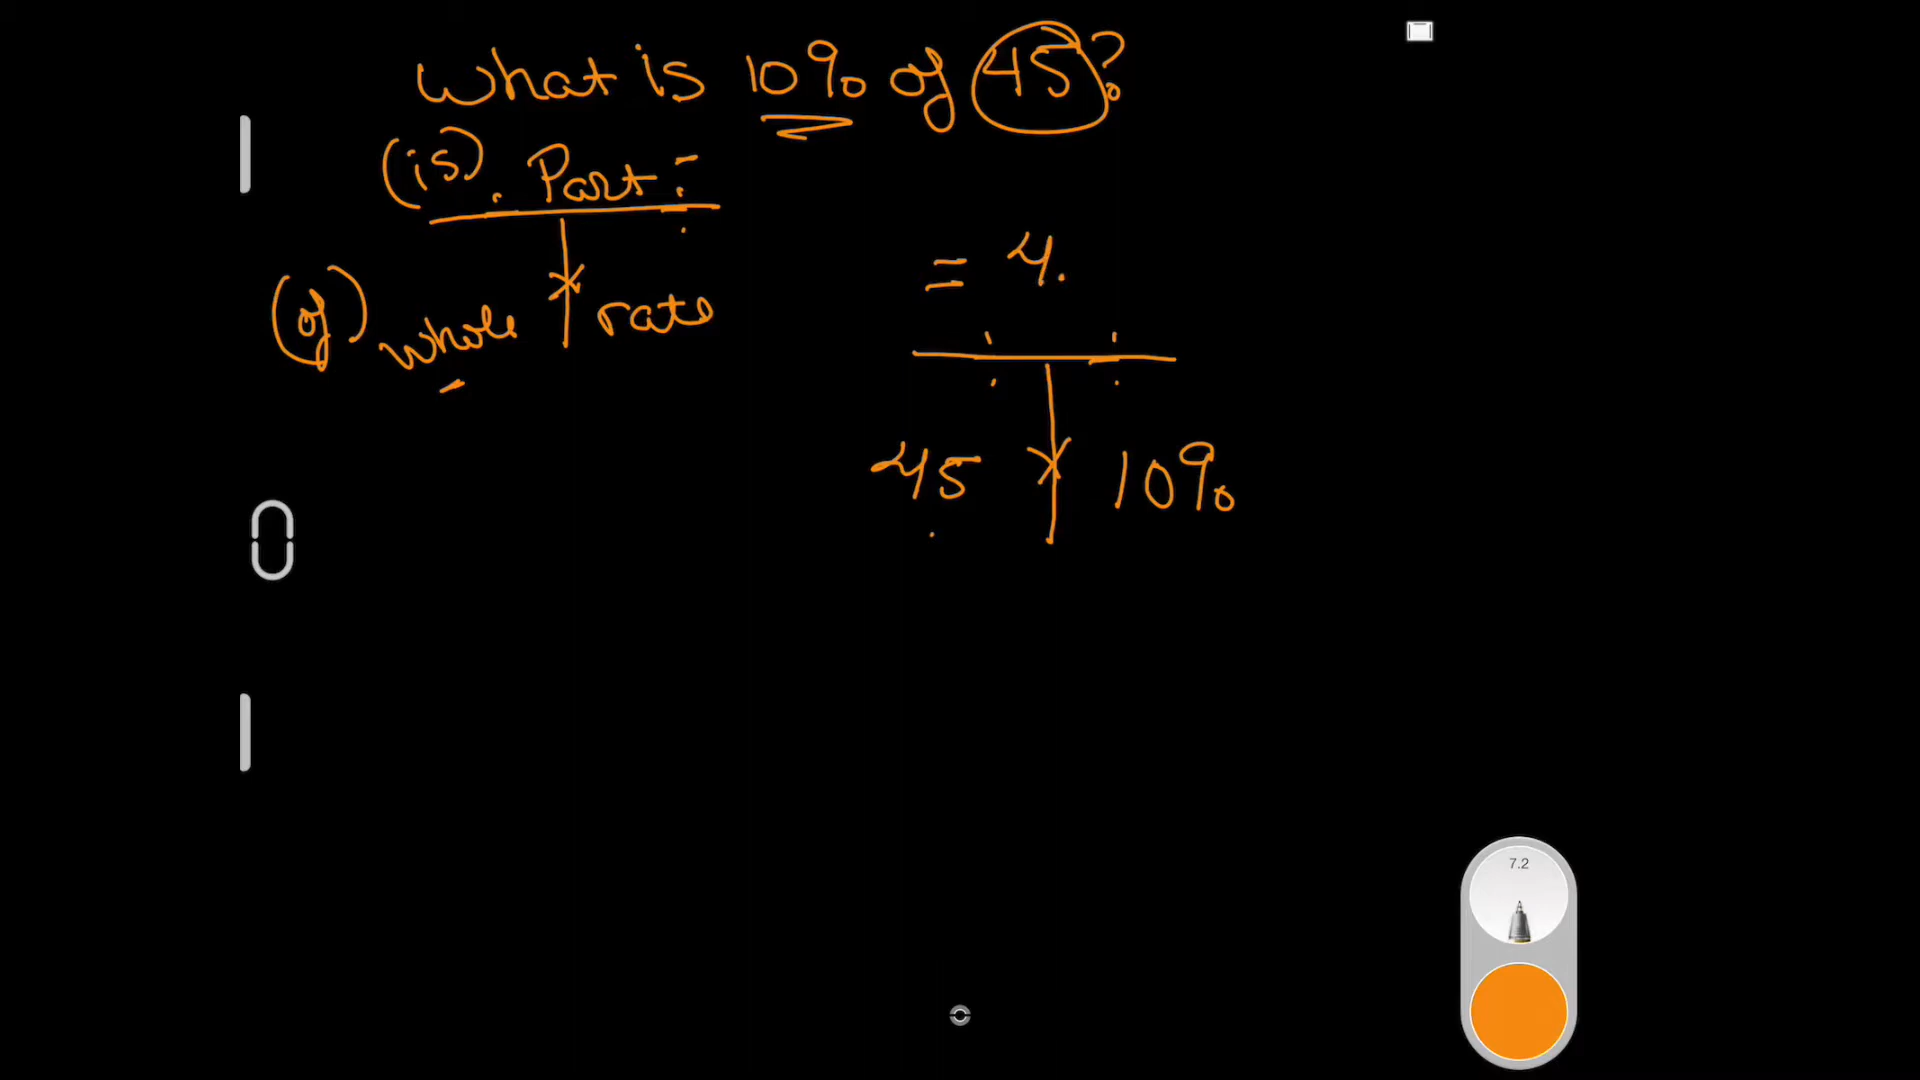 What is 10% of 45?
(is) Part ÷
(of) whole × rate
= 4.
45 × 10%
7.2